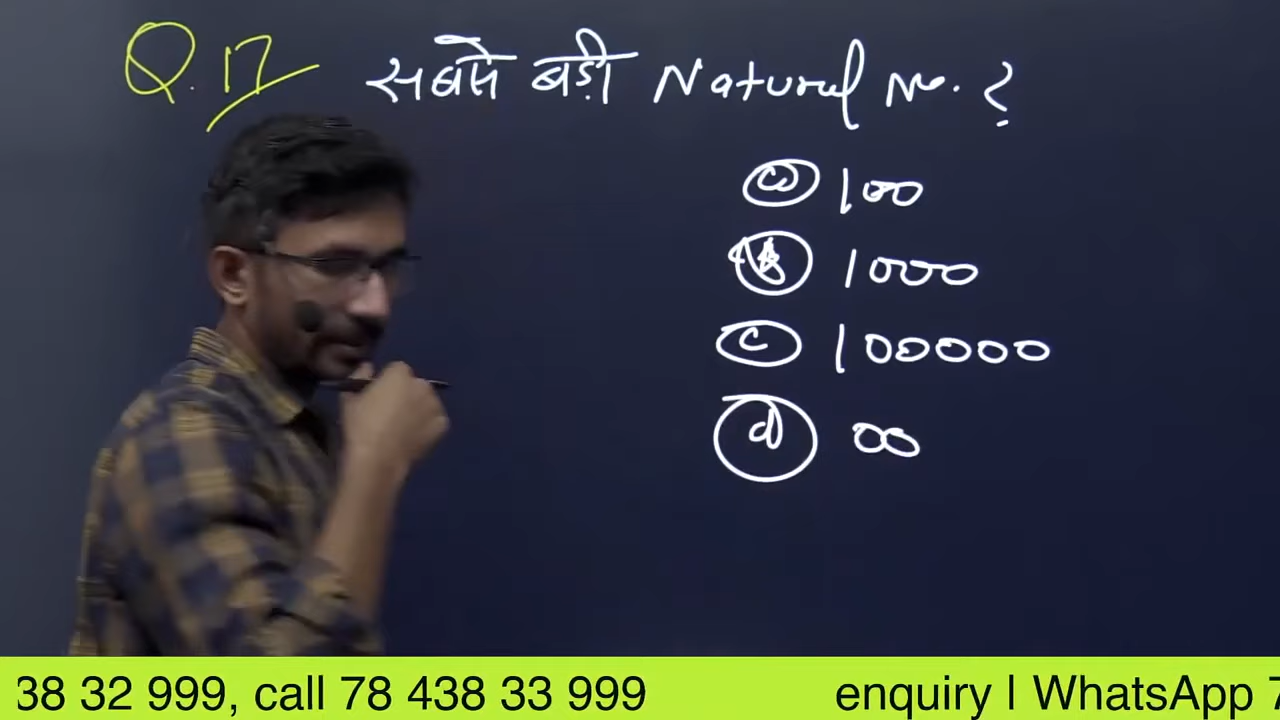 Q.17 सबसे बड़ी Natural No. ?
(a) 100
(b) 1000
(c) 100000
(d) ∞
38 32 999, call 78 438 33 999 enquiry | WhatsApp 7